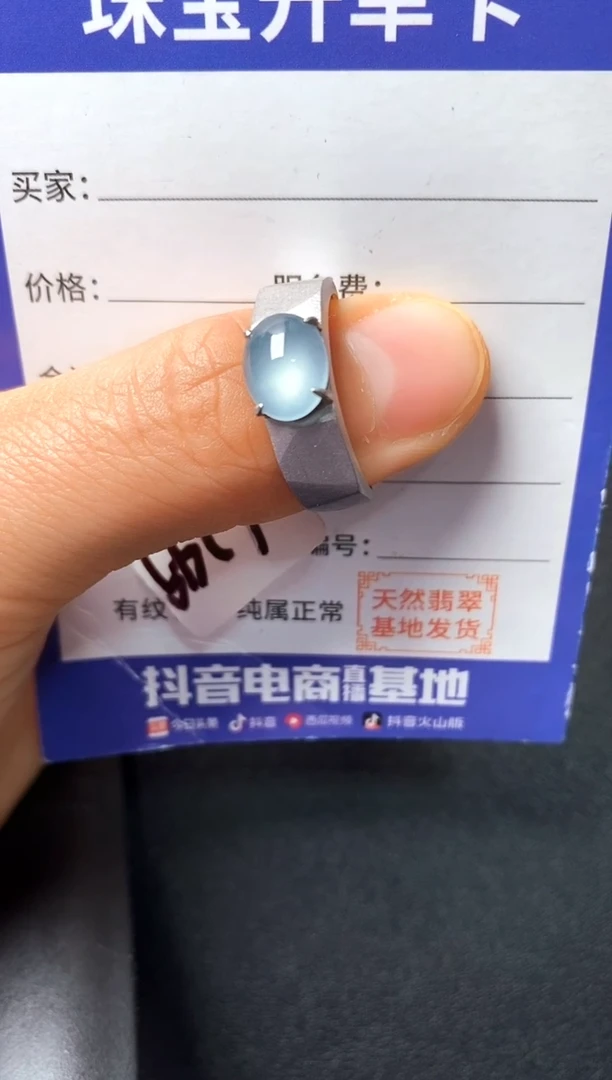 珠宝开单卡
买家：
价格：
服务费：
编号：
有纹
纯属正常
天然翡翠
基地发货
抖音电商直播基地
今日头条 抖音 西瓜视频 抖音火山版